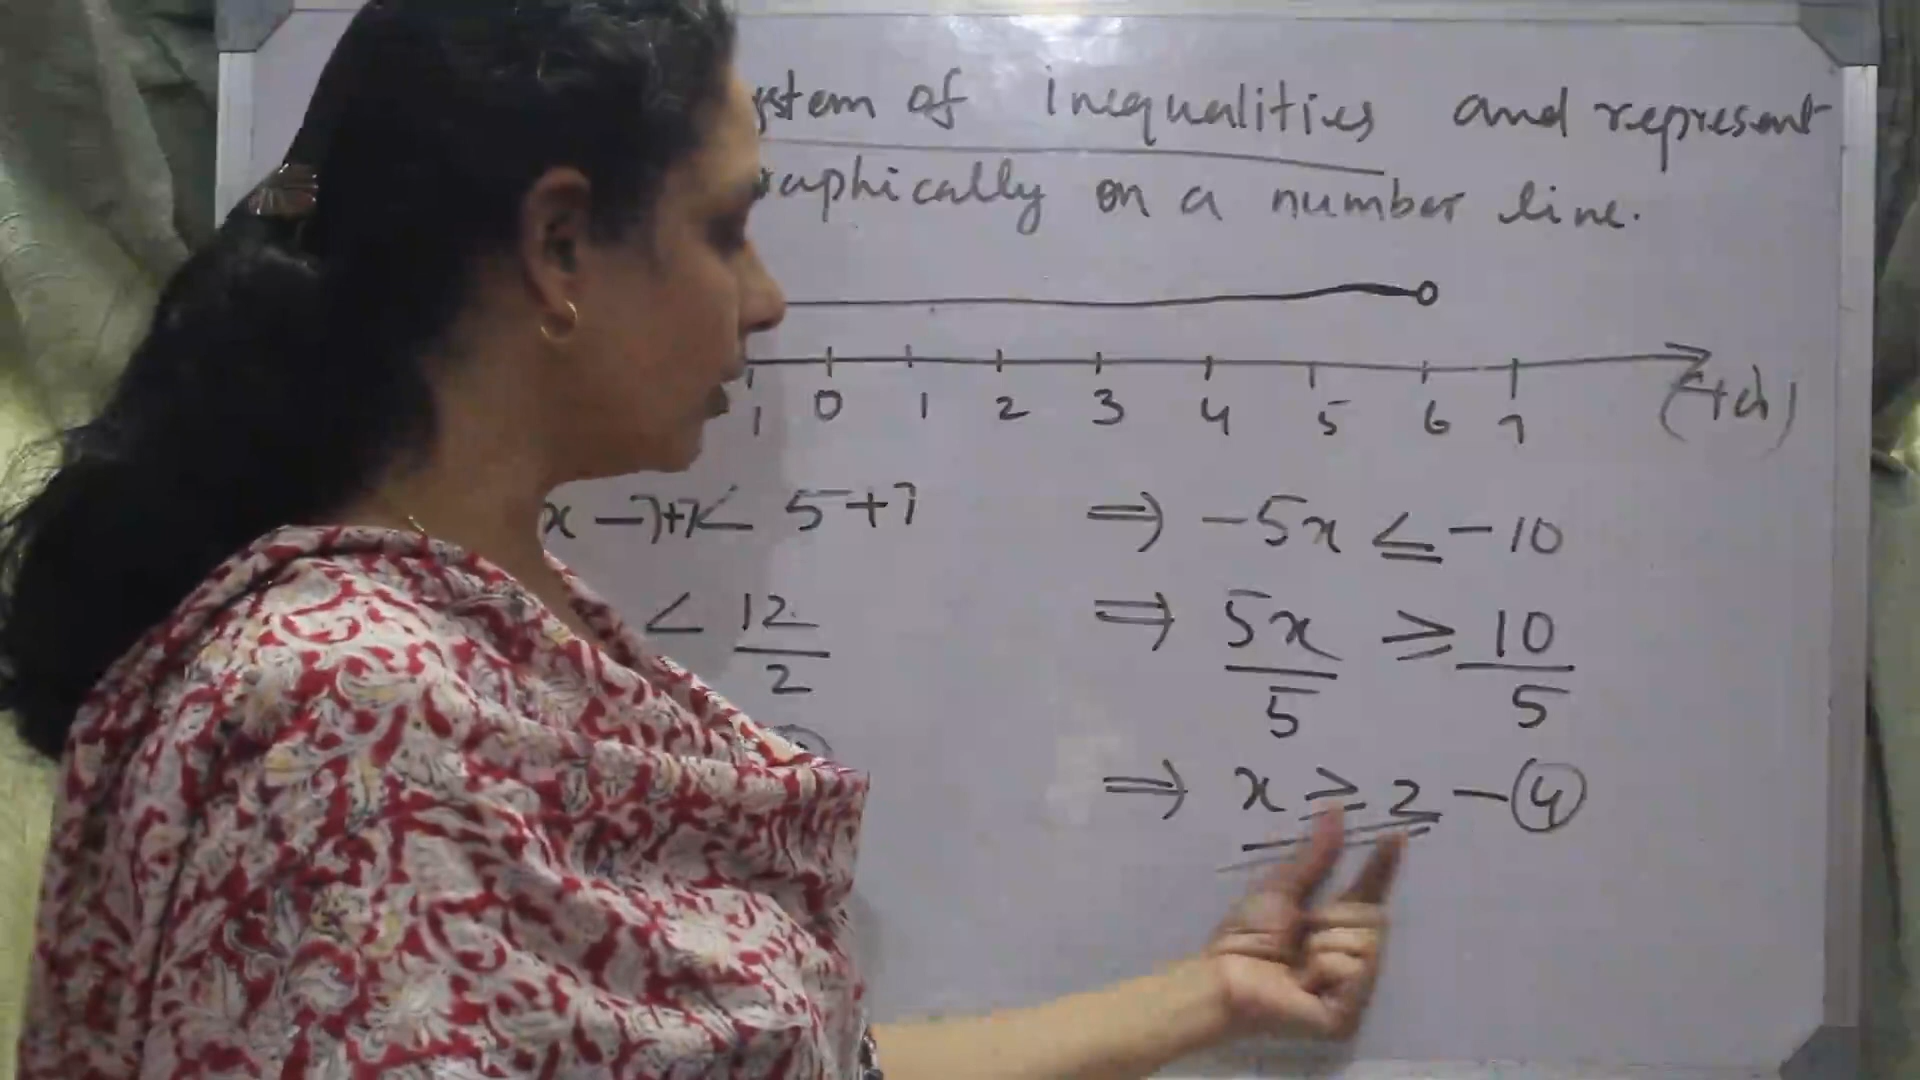 ystem of inequalities and represent
raphically on a number line.
1 0 1 2 3 4 5 6 7
x - 7+7 < 5+7
⇒ -5x ≤ -10
< 12/2
⇒ 5x/5 ≥ 10/5
⇒ x ≥ 2 - ④